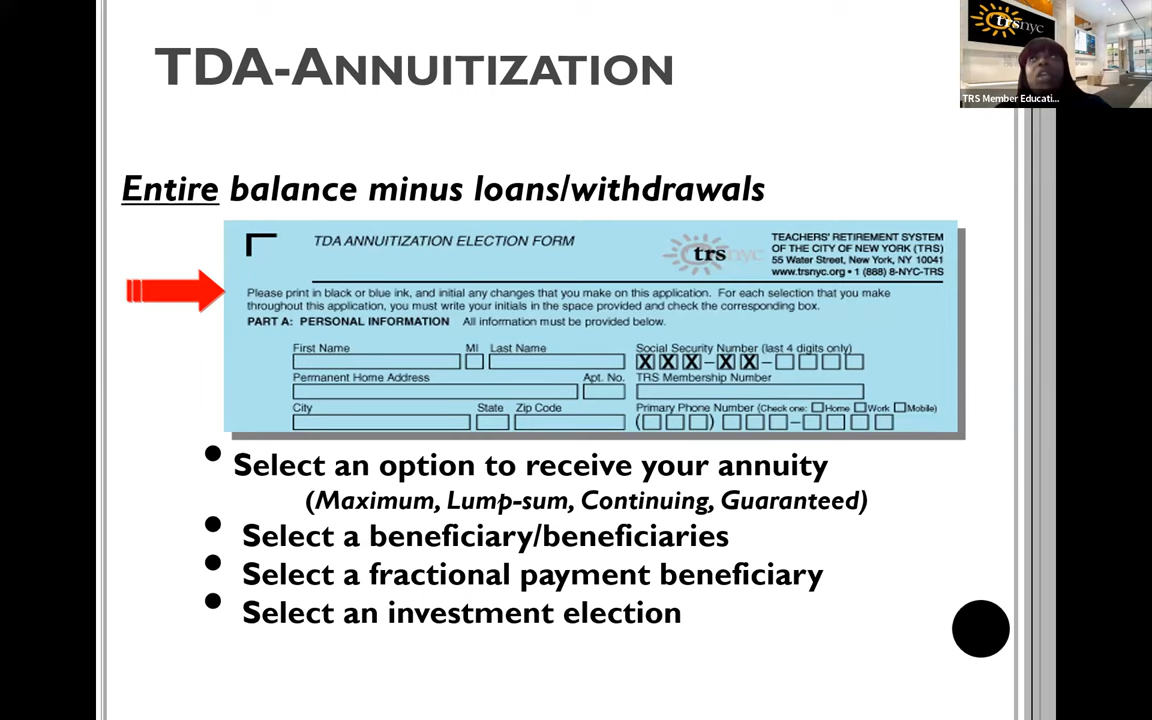 trsnyc
TRS Member Educati...
TDA-ANNUITIZATION
Entire balance minus loans/withdrawals
TDA ANNUITIZATION ELECTION FORM
trsnyc
TEACHERS' RETIREMENT SYSTEM
OF THE CITY OF NEW YORK (TRS)
55 Water Street, New York, NY 10041
www.trsnyc.org • 1 (888) 8-NYC-TRS
Please print in black or blue ink, and initial any changes that you make on this application. For each selection that you make
throughout this application, you must write your initials in the space provided and check the corresponding box.
PART A: PERSONAL INFORMATION All information must be provided below.
First Name MI Last Name Social Security Number (last 4 digits only)
X X X – X X –
Permanent Home Address Apt. No. TRS Membership Number
City State Zip Code Primary Phone Number (Check one: Home Work Mobile)
( ) –
• Select an option to receive your annuity
(Maximum, Lump-sum, Continuing, Guaranteed)
• Select a beneficiary/beneficiaries
• Select a fractional payment beneficiary
• Select an investment election